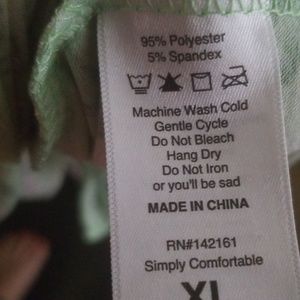 95% Polyester
5% Spandex
Machine Wash Cold
Gentle Cycle
Do Not Bleach
Hang Dry
Do Not Iron
or you'll be sad
MADE IN CHINA
RN#142161
Simply Comfortable
XL